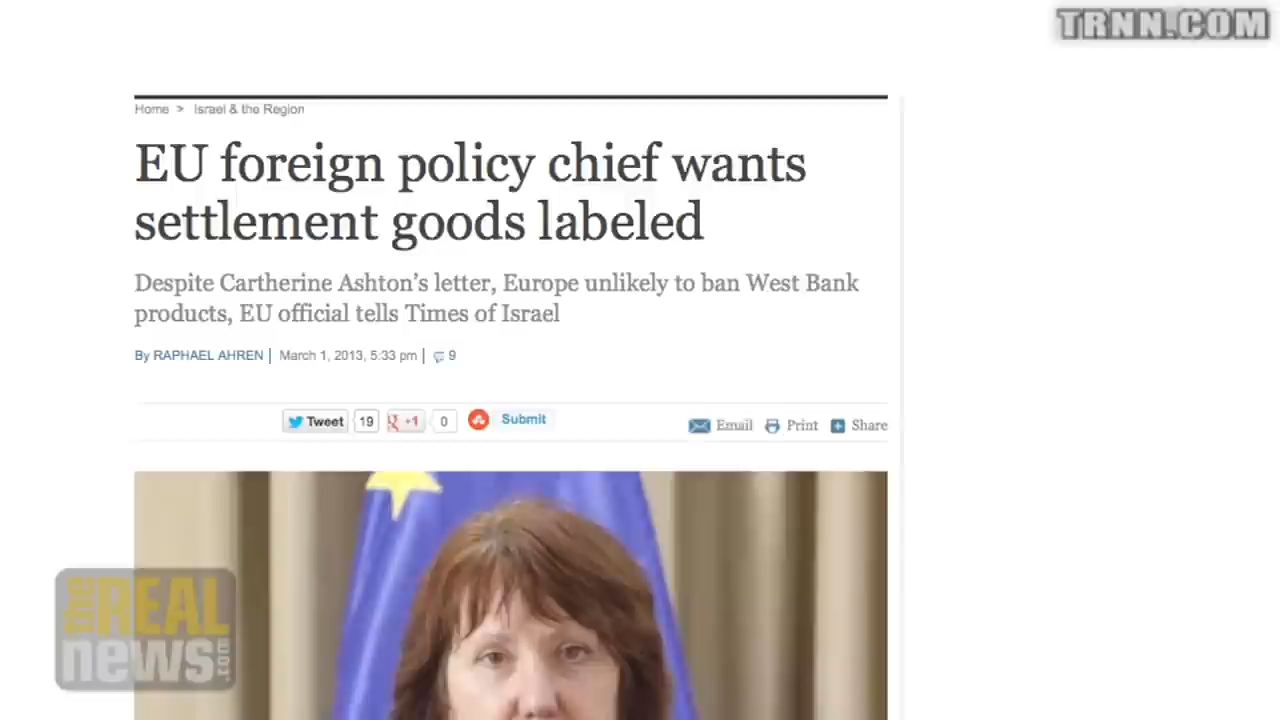 TRNN.COM
Home > Israel & the Region
EU foreign policy chief wants
settlement goods labeled
Despite Cartherine Ashton's letter, Europe unlikely to ban West Bank
products, EU official tells Times of Israel
By RAPHAEL AHREN | March 1, 2013, 5:33 pm | 9
Tweet 19 g +1 0 Submit Email Print Share
the REAL
news.com